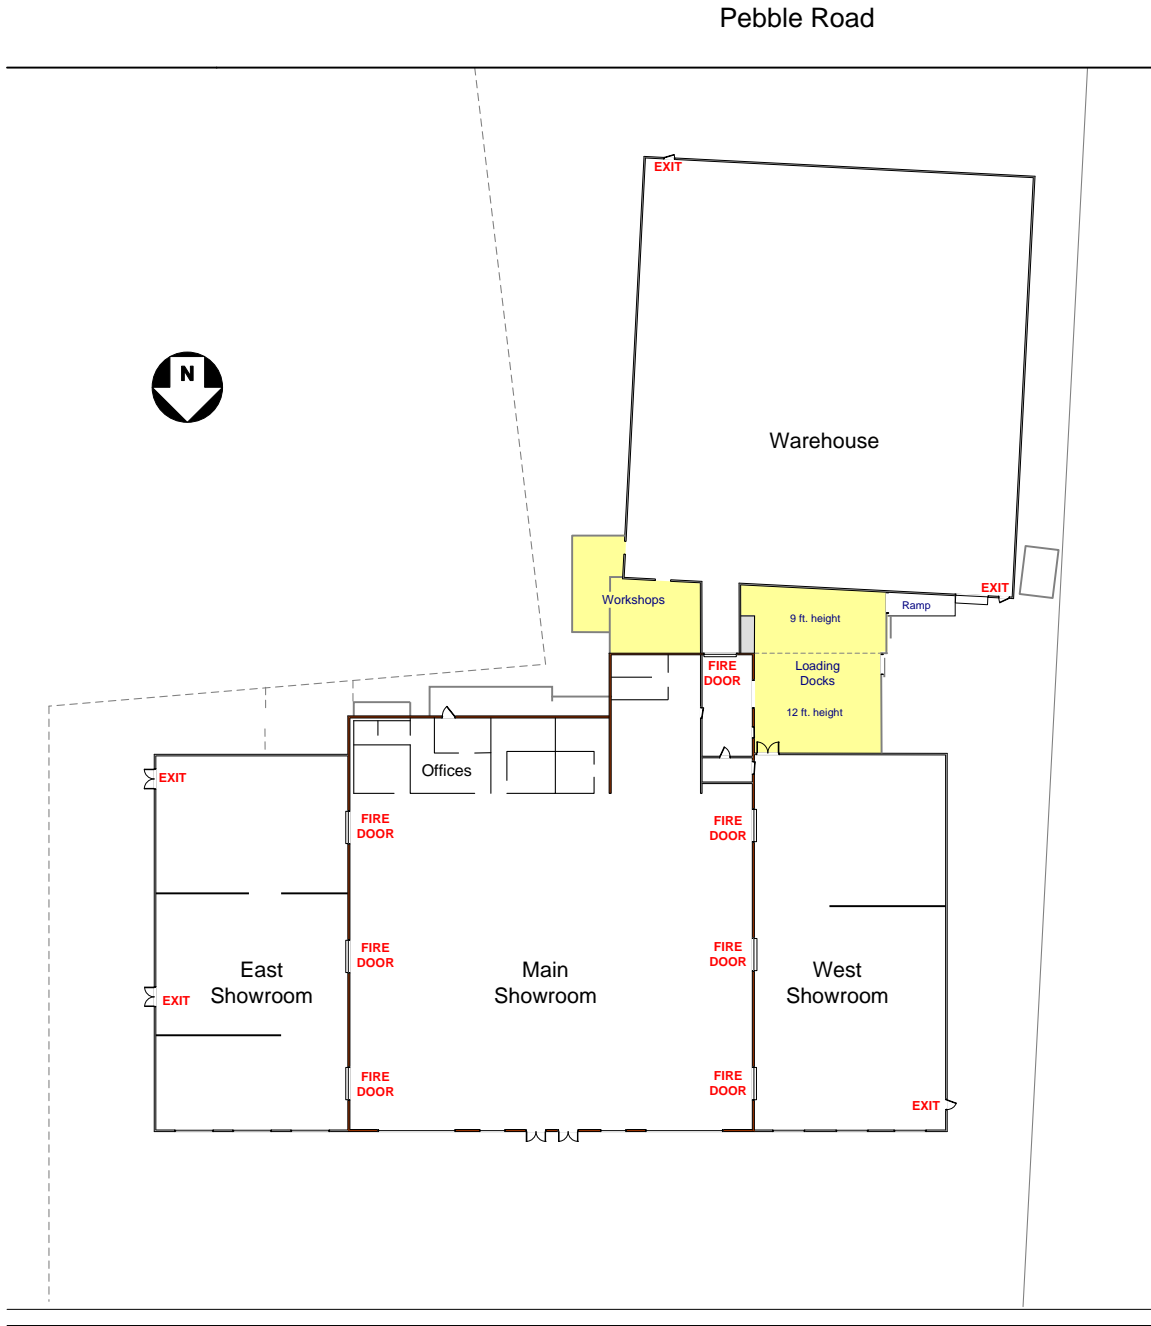 Pebble Road
EXIT
N
Warehouse
EXIT
Workshops
Ramp
9 ft. height
FIRE
DOOR
Loading
Docks
12 ft. height
Offices
EXIT
FIRE
DOOR
FIRE
DOOR
FIRE
DOOR
FIRE
DOOR
East
Showroom
Main
Showroom
West
Showroom
EXIT
FIRE
DOOR
FIRE
DOOR
EXIT